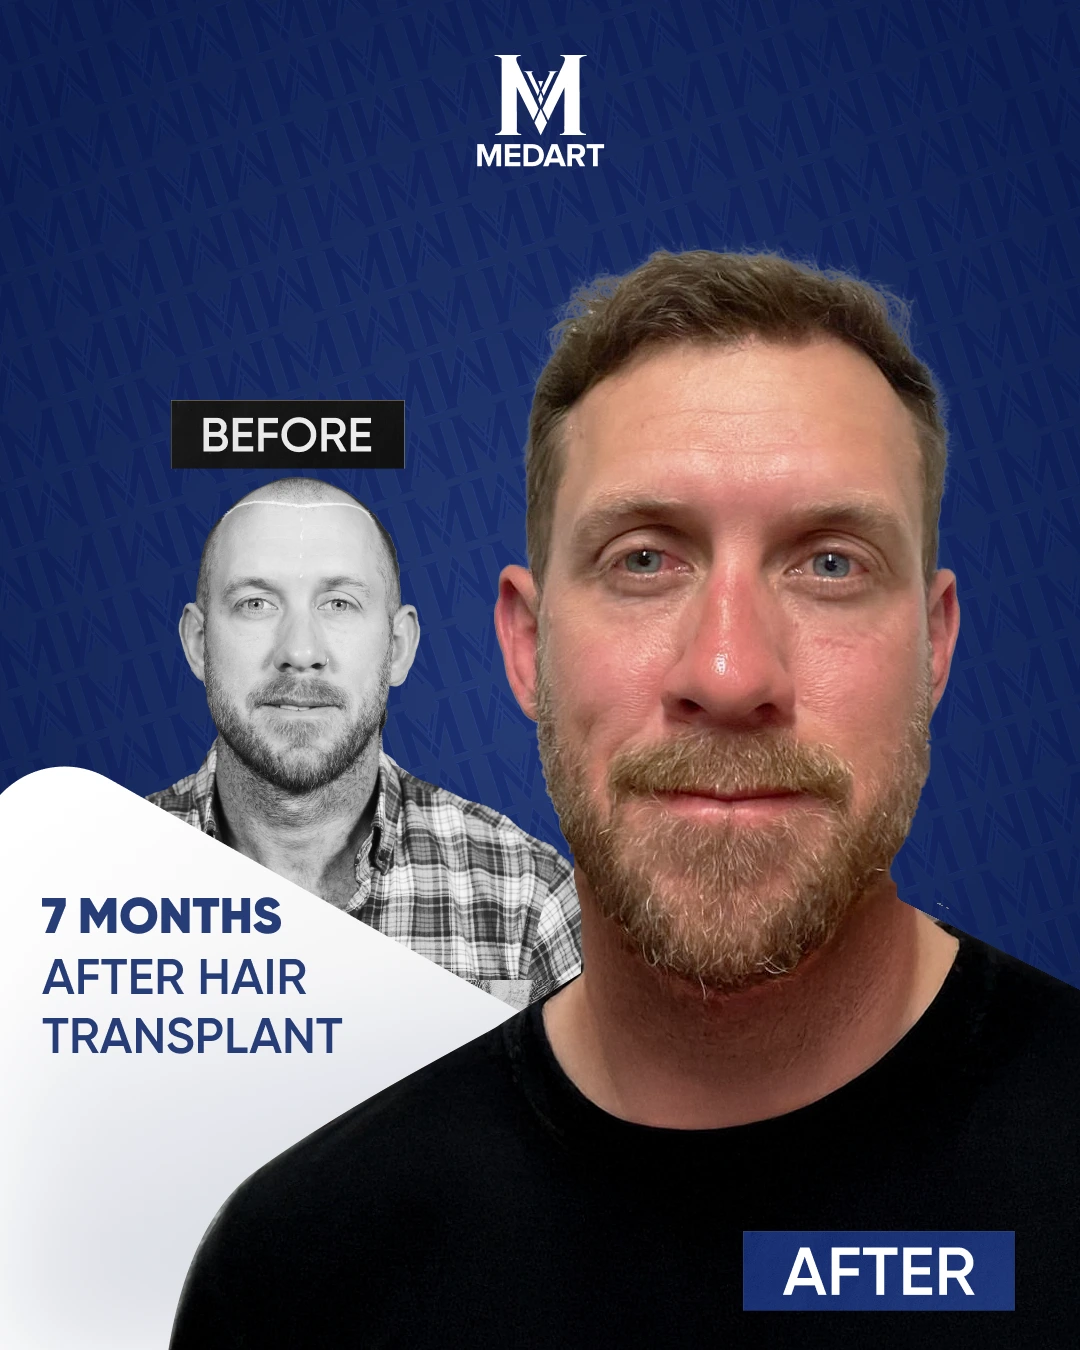 MEDART
BEFORE
7 MONTHS
AFTER HAIR
TRANSPLANT
AFTER